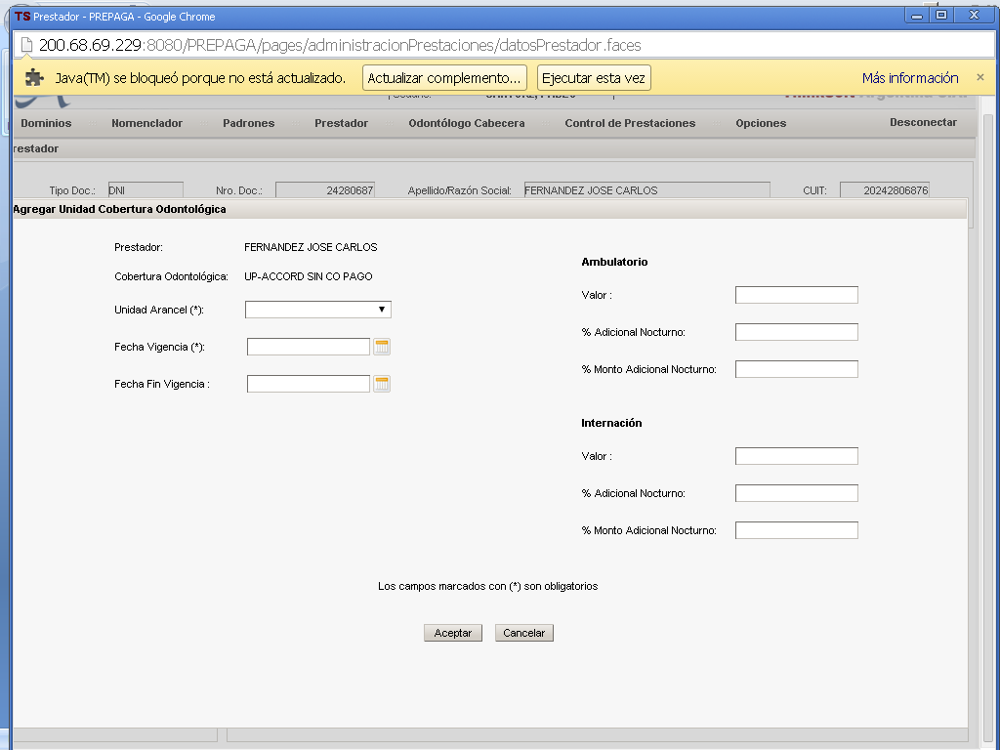 TS Prestador - PREPAGA - Google Chrome
200.68.69.229:8080/PREPAGA/pages/administracionPrestaciones/datosPrestador.faces
Java(TM) se bloqueó porque no está actualizado. Actualizar complemento... Ejecutar esta vez Más información ×
Dominios Nomenclador Padrones Prestador Odontólogo Cabecera Control de Prestaciones Opciones Desconectar
restador
Tipo Doc.: DNI Nro. Doc.: 24280687 Apellido/Razón Social: FERNANDEZ JOSE CARLOS CUIT: 20242806876
Agregar Unidad Cobertura Odontológica
Prestador: FERNANDEZ JOSE CARLOS
Cobertura Odontológica: UP-ACCORD SIN CO PAGO
Unidad Arancel (*):
Fecha Vigencia (*):
Fecha Fin Vigencia :
Ambulatorio
Valor :
% Adicional Nocturno:
% Monto Adicional Nocturno:
Internación
Valor :
% Adicional Nocturno:
% Monto Adicional Nocturno:
Los campos marcados con (*) son obligatorios
Aceptar Cancelar